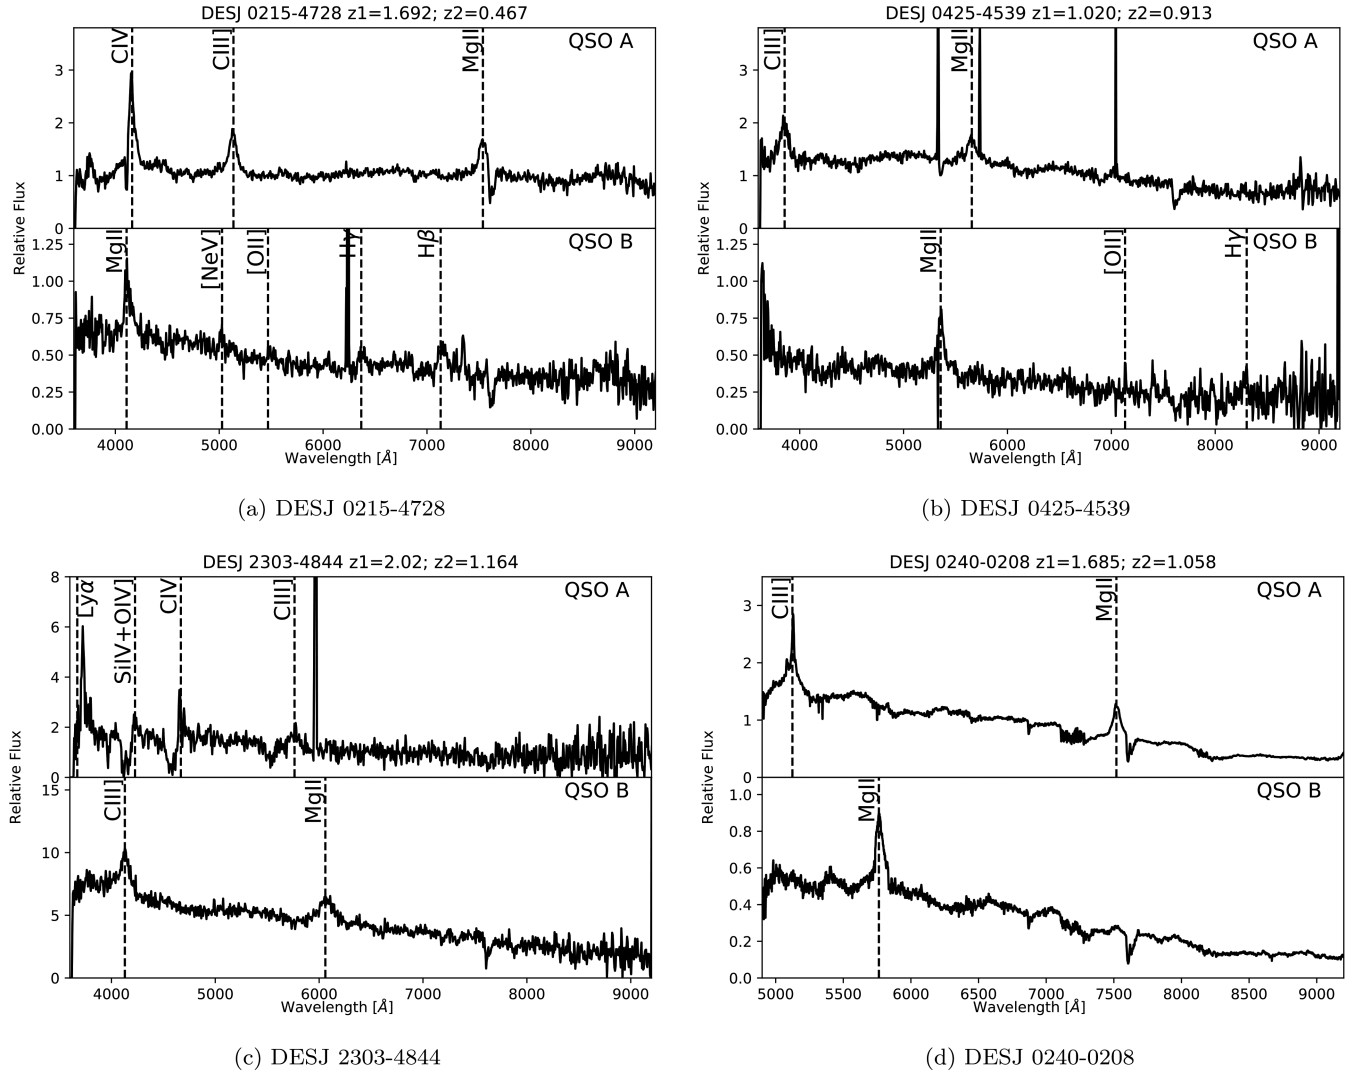 DESJ 0215-4728 z1=1.692; z2=0.467
CIV
CIII]
MgII
QSO A
3
2
1
0
Relative Flux
MgII
[NeV]
[OII]
Hγ
Hβ
QSO B
1.25
1.00
0.75
0.50
0.25
0.00
4000 5000 6000 7000 8000 9000
Wavelength [Å]
(a) DESJ 0215-4728
DESJ 0425-4539 z1=1.020; z2=0.913
CIII]
MgII
QSO A
3
2
1
0
Relative Flux
MgII
[OII]
Hγ
QSO B
1.25
1.00
0.75
0.50
0.25
0.00
4000 5000 6000 7000 8000 9000
Wavelength [Å]
(b) DESJ 0425-4539
DESJ 2303-4844 z1=2.02; z2=1.164
Lyα
SiIV+OIV]
CIV
CIII]
QSO A
8
6
4
2
0
Relative Flux
CIII]
MgII
QSO B
15
10
5
0
4000 5000 6000 7000 8000 9000
Wavelength [Å]
(c) DESJ 2303-4844
DESJ 0240-0208 z1=1.685; z2=1.058
CIII]
MgII
QSO A
3
2
1
0
Relative Flux
MgII
QSO B
1.0
0.8
0.6
0.4
0.2
0.0
5000 5500 6000 6500 7000 7500 8000 8500 9000
Wavelength [Å]
(d) DESJ 0240-0208